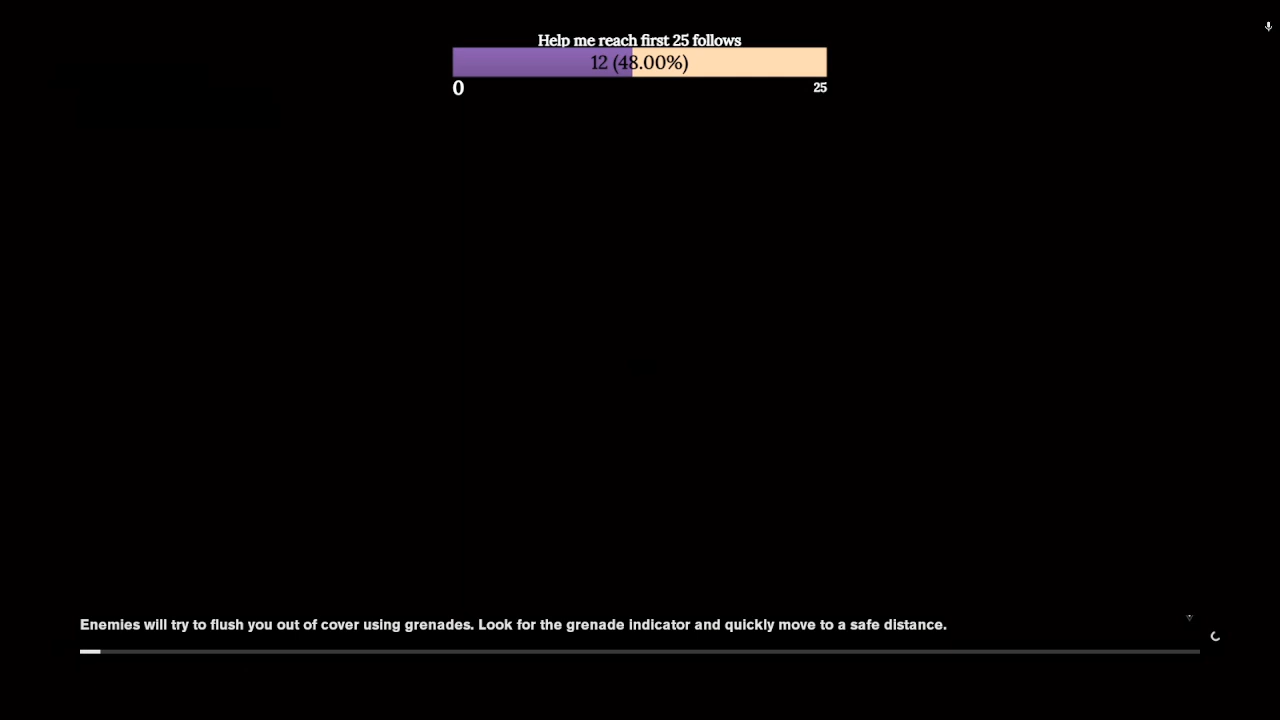 Help me reach first 25 follows
12 (48.00%)
0 25
Enemies will try to flush you out of cover using grenades. Look for the grenade indicator and quickly move to a safe distance.